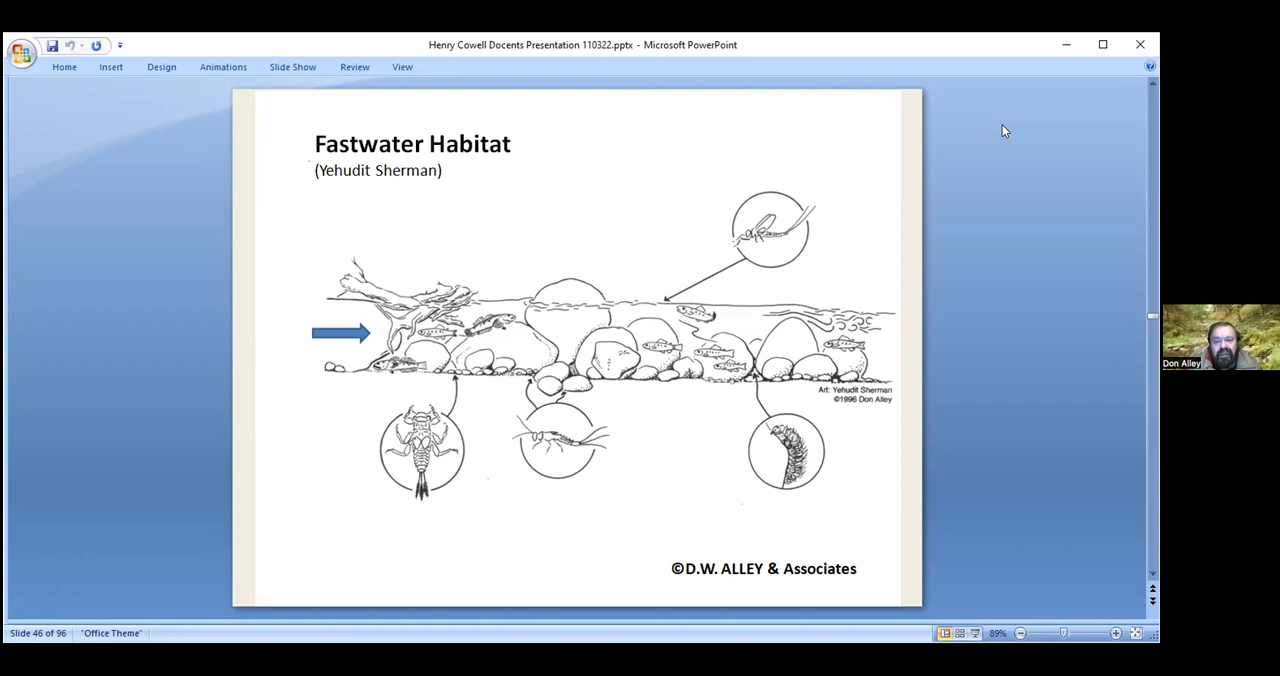 Henry Cowell Docents Presentation 110322.pptx - Microsoft PowerPoint
Home Insert Design Animations Slide Show Review View
Fastwater Habitat
(Yehudit Sherman)
Art: Yehudit Sherman
©1996 Don Alley
©D.W. ALLEY & Associates
Don Alley
Slide 46 of 96 "Office Theme" 89%